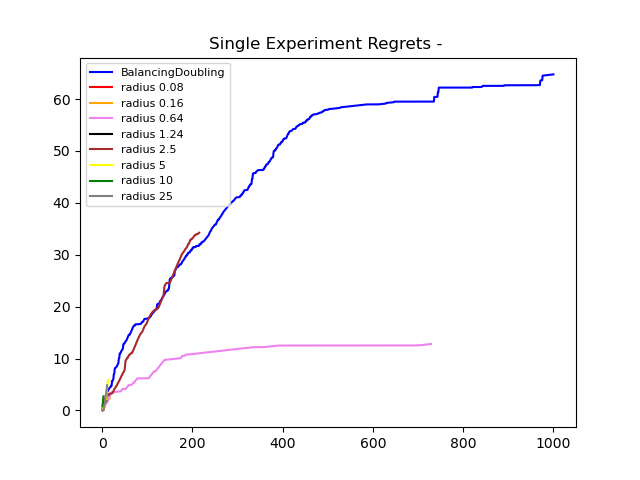 Single Experiment Regrets -
BalancingDoubling
radius 0.08
radius 0.16
radius 0.64
radius 1.24
radius 2.5
radius 5
radius 10
radius 25
60
50
40
30
20
10
0
0 200 400 600 800 1000